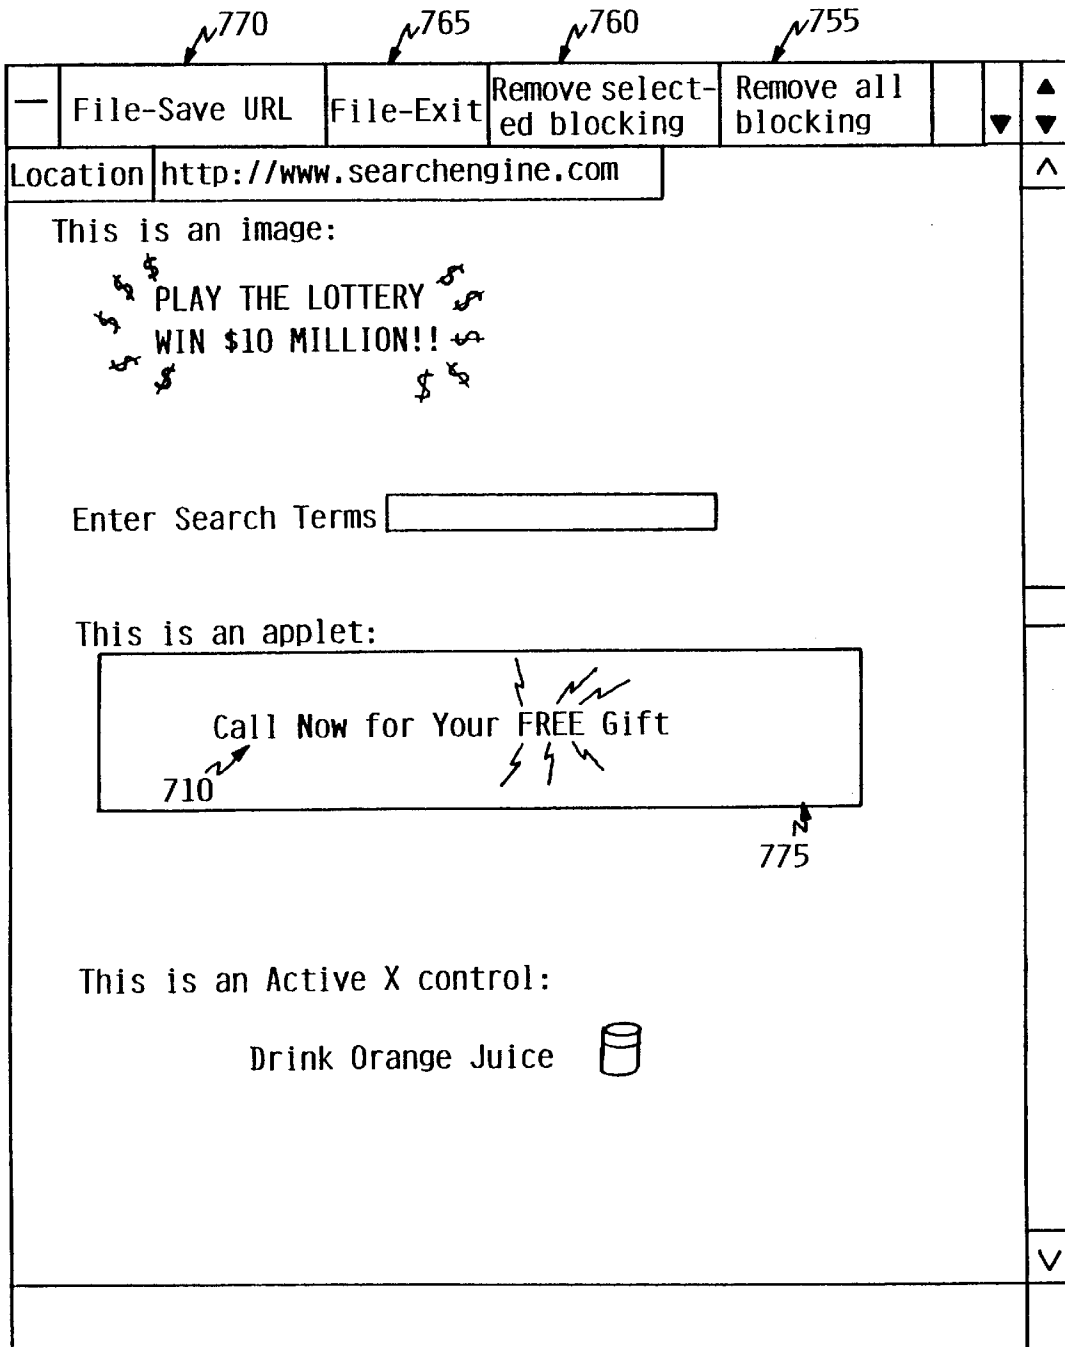 770 765 760 755
File-Save URL File-Exit Remove select- Remove all
ed blocking blocking
Location http://www.searchengine.com
This is an image:
$ $ $
$ PLAY THE LOTTERY $
$ WIN $10 MILLION!! $
$ $ $ $
Enter Search Terms
This is an applet:
Call Now for Your FREE Gift
710
775
This is an Active X control:
Drink Orange Juice